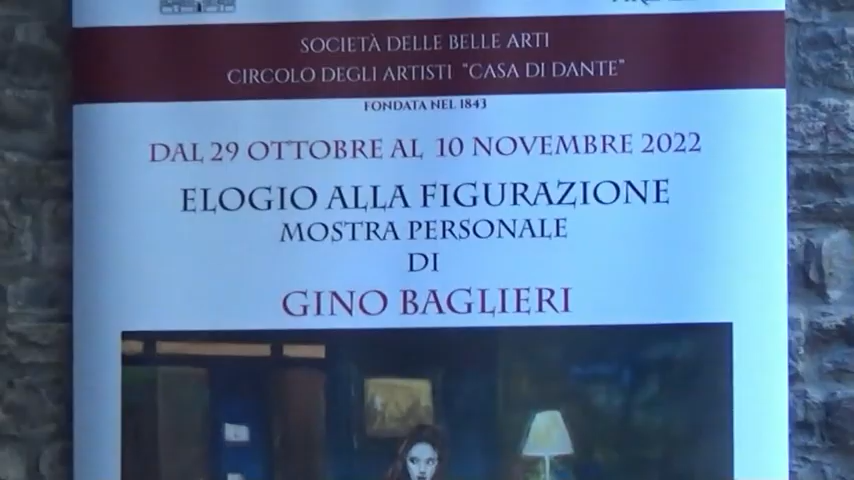 SOCIETÀ DELLE BELLE ARTI
CIRCOLO DEGLI ARTISTI "CASA DI DANTE"
FONDATA NEL 1843
DAL 29 OTTOBRE AL 10 NOVEMBRE 2022
ELOGIO ALLA FIGURAZIONE
MOSTRA PERSONALE
DI
GINO BAGLIERI